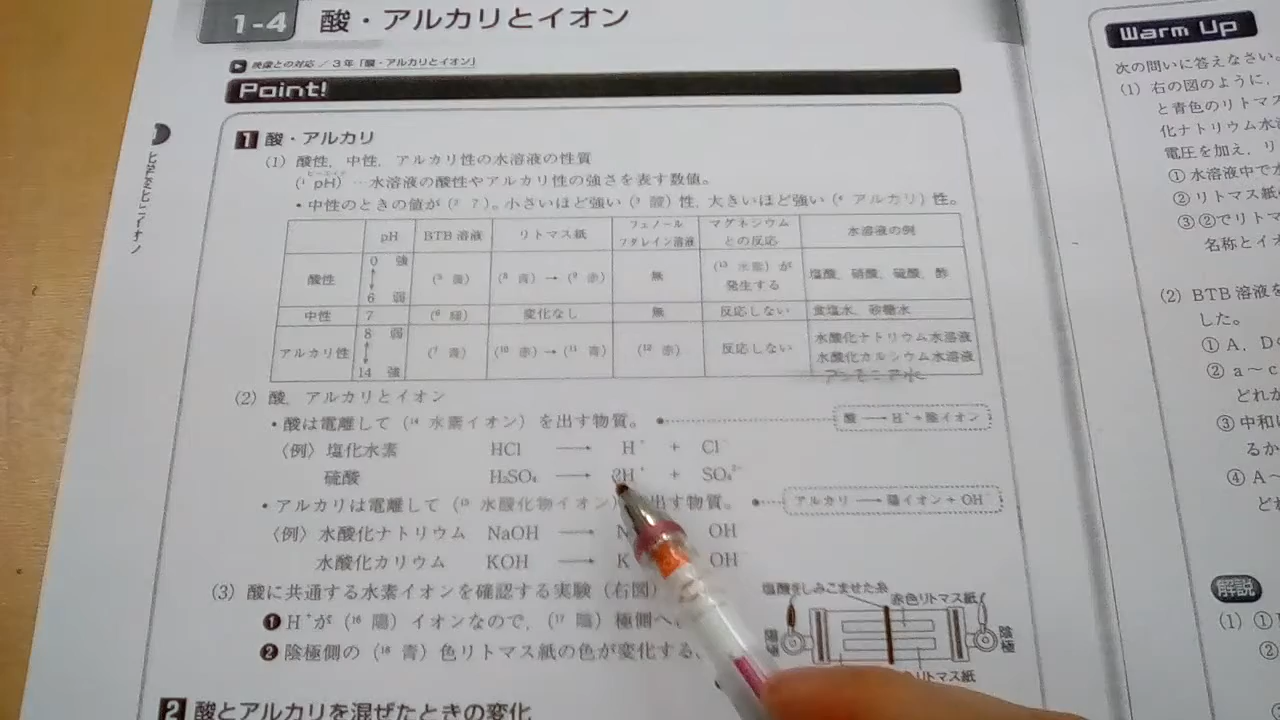 1-4 酸・アルカリとイオン
映像との対応／3年「酸・アルカリとイオン」
Point!
1 酸・アルカリ
(1) 酸性，中性，アルカリ性の水溶液の性質
(1 pH)…水溶液の酸性やアルカリ性の強さを表す数値。
・中性のときの値が(2 7)。小さいほど強い(3 酸)性，大きいほど強い(4 アルカリ)性。
pH BTB溶液 リトマス紙 フェノールフタレイン溶液 マグネシウムとの反応 水溶液の例
酸性 0 強 6 弱 (8 青)→(9 赤) 無 (13 水素)が発生する 塩酸、硝酸、硫酸、酢
中性 7 (6 緑) 変化なし 無 反応しない 食塩水、砂糖水
アルカリ性 8 弱 14 強 (7 青) (10 赤)→(11 青) (12 赤) 反応しない 水酸化ナトリウム水溶液
水酸化カルシウム水溶液
アンモニア水
(2) 酸，アルカリとイオン
・酸は電離して(14 水素イオン)を出す物質。 酸→H⁺+陰イオン
〈例〉塩化水素 HCl → H⁺ + Cl
硫酸 H₂SO₄ → 2H⁺ + SO₄²⁻
・アルカリは電離して(15 水酸化物イオン)を出す物質。 アルカリ→陽イオン+OH⁻
〈例〉水酸化ナトリウム NaOH → N OH
水酸化カリウム KOH → K OH⁻
(3) 酸に共通する水素イオンを確認する実験（右図）
❶ H⁺が(16 陽)イオンなので，(17 陽)極側へ
❷ 陰極側の(18 青)色リトマス紙の色が変化する、
塩酸をしみこませた糸
赤色リトマス紙
陽極
陰極
色リトマス紙
2 酸とアルカリを混ぜたときの変化
Warm Up
次の問いに答えなさい。
(1) 右の図のように，
と青色のリトマス
化ナトリウム水溶
電圧を加え，リ
① 水溶液中で
② リトマス紙
③ ②でリトマ
名称とイオ
(2) BTB溶液を
した。
① A，D
② a～c
どれか
③ 中和
るか
④ A～
ど
解説
(1) ①
②